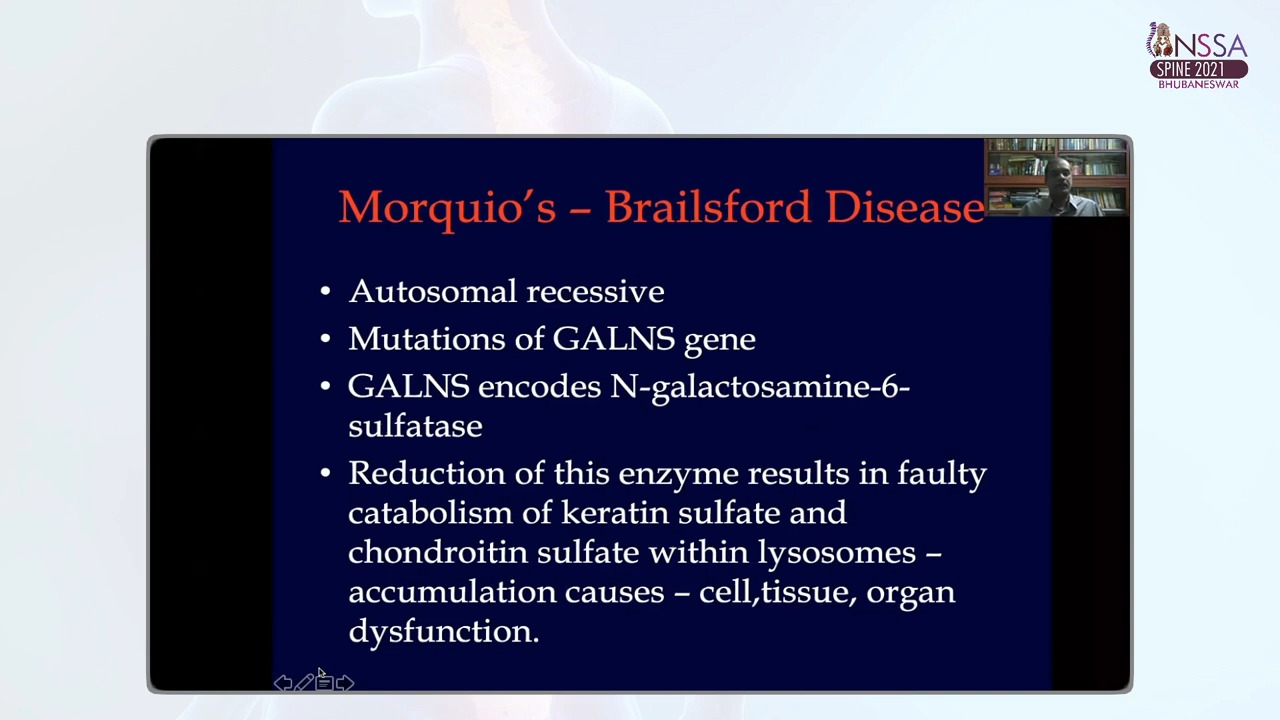 NSSA
SPINE 2021
BHUBANESWAR
Morquio’s – Brailsford Disease
• Autosomal recessive
• Mutations of GALNS gene
• GALNS encodes N-galactosamine-6-
sulfatase
• Reduction of this enzyme results in faulty
catabolism of keratin sulfate and
chondroitin sulfate within lysosomes –
accumulation causes – cell,tissue, organ
dysfunction.